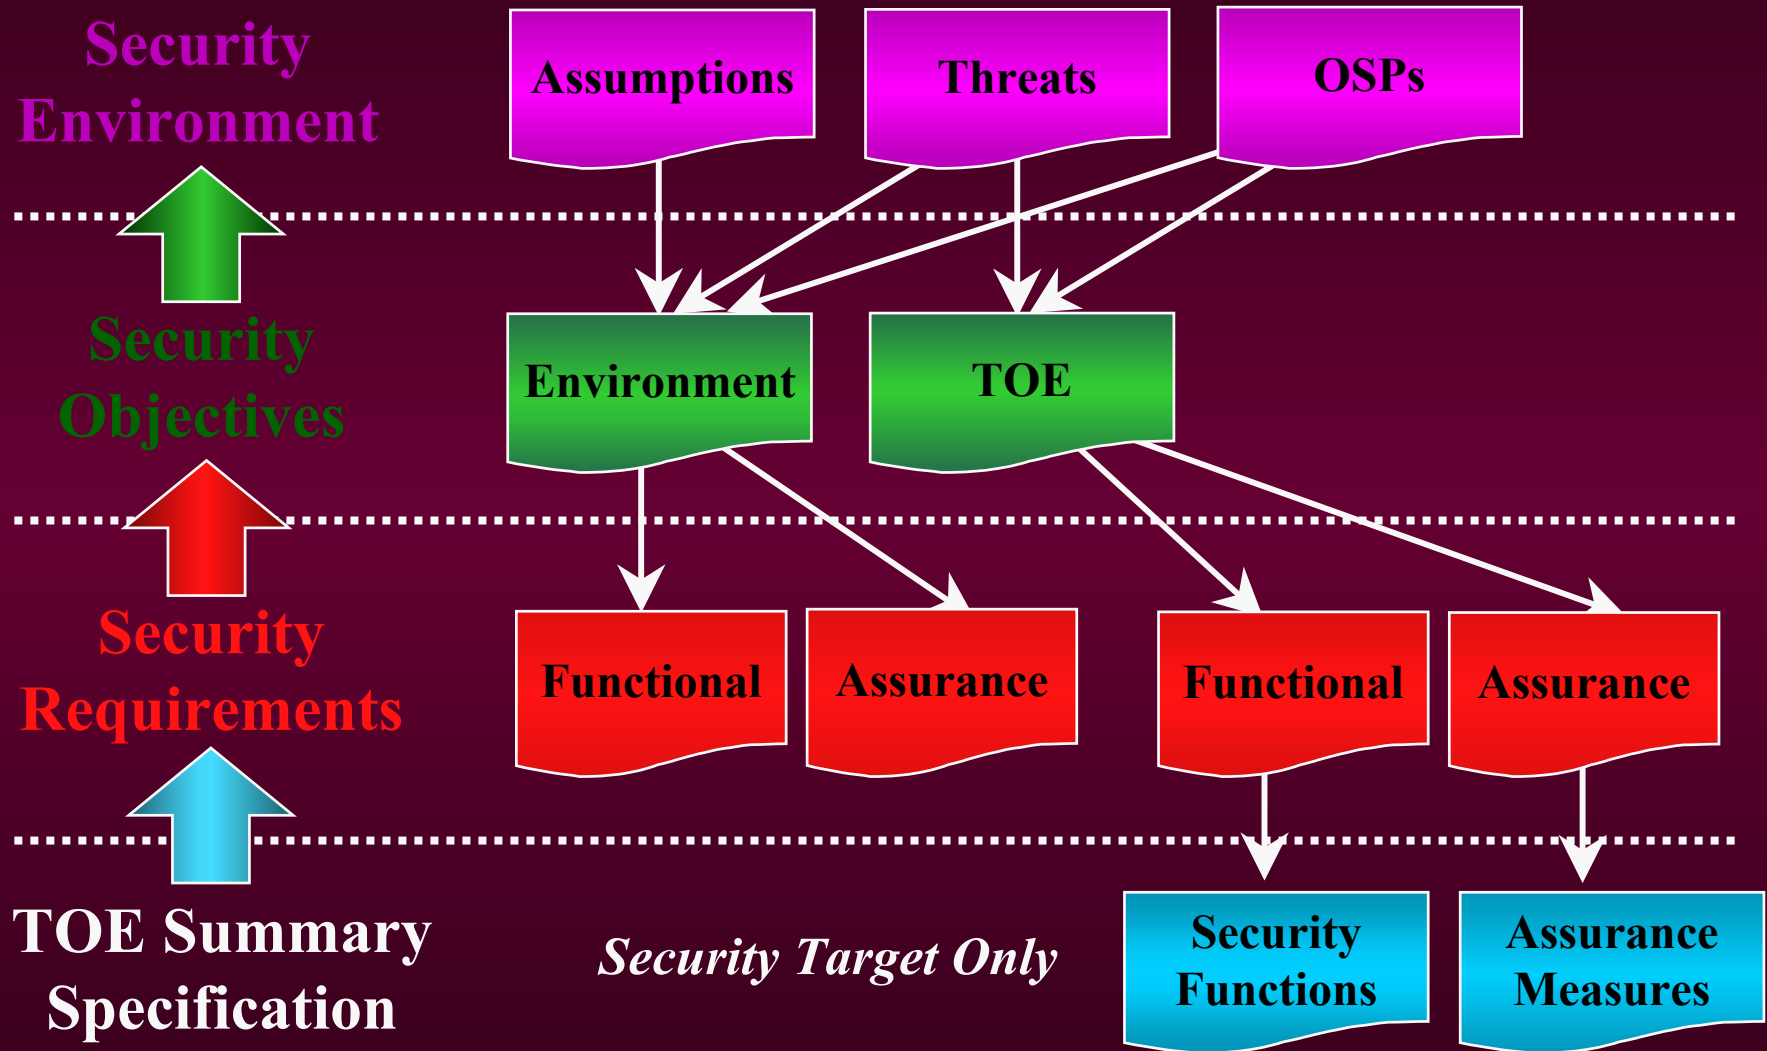 Security
Environment
Assumptions
Threats
OSPs
Security
Objectives
Environment
TOE
Security
Requirements
Functional
Assurance
Functional
Assurance
TOE Summary
Specification
Security Target Only
Security
Functions
Assurance
Measures